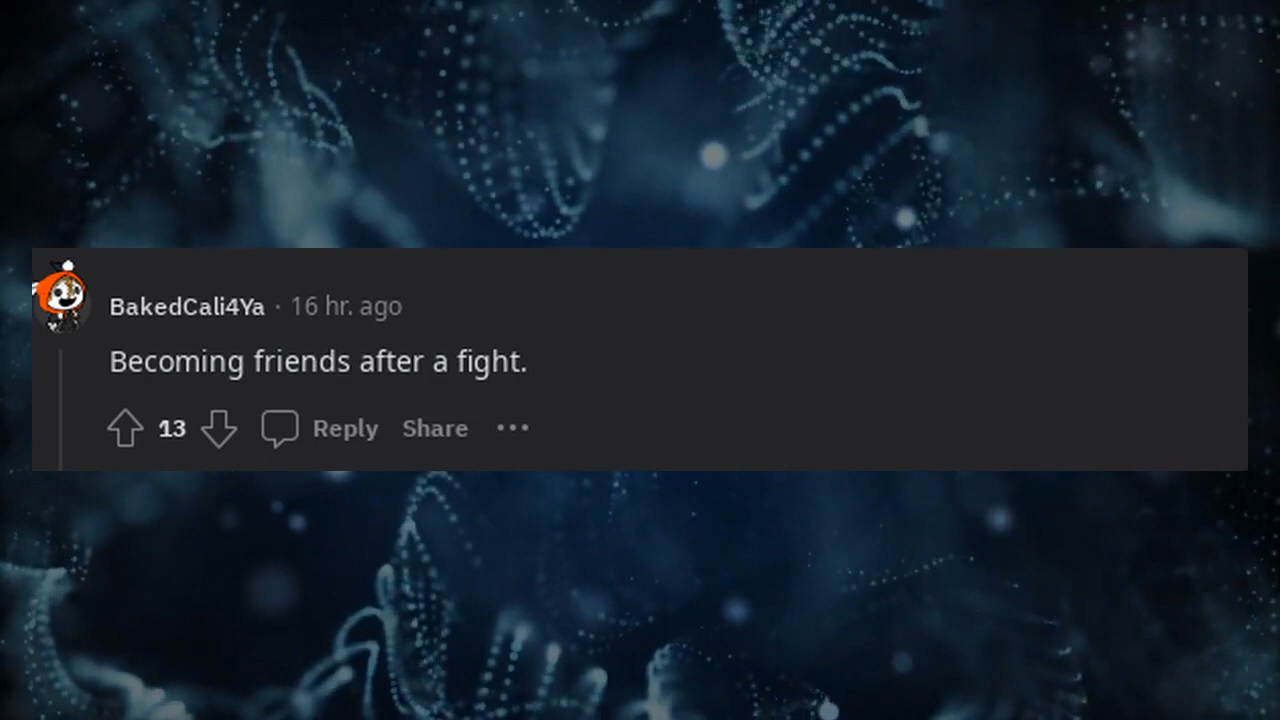 BakedCali4Ya · 16 hr. ago
Becoming friends after a fight.
13 Reply Share ···